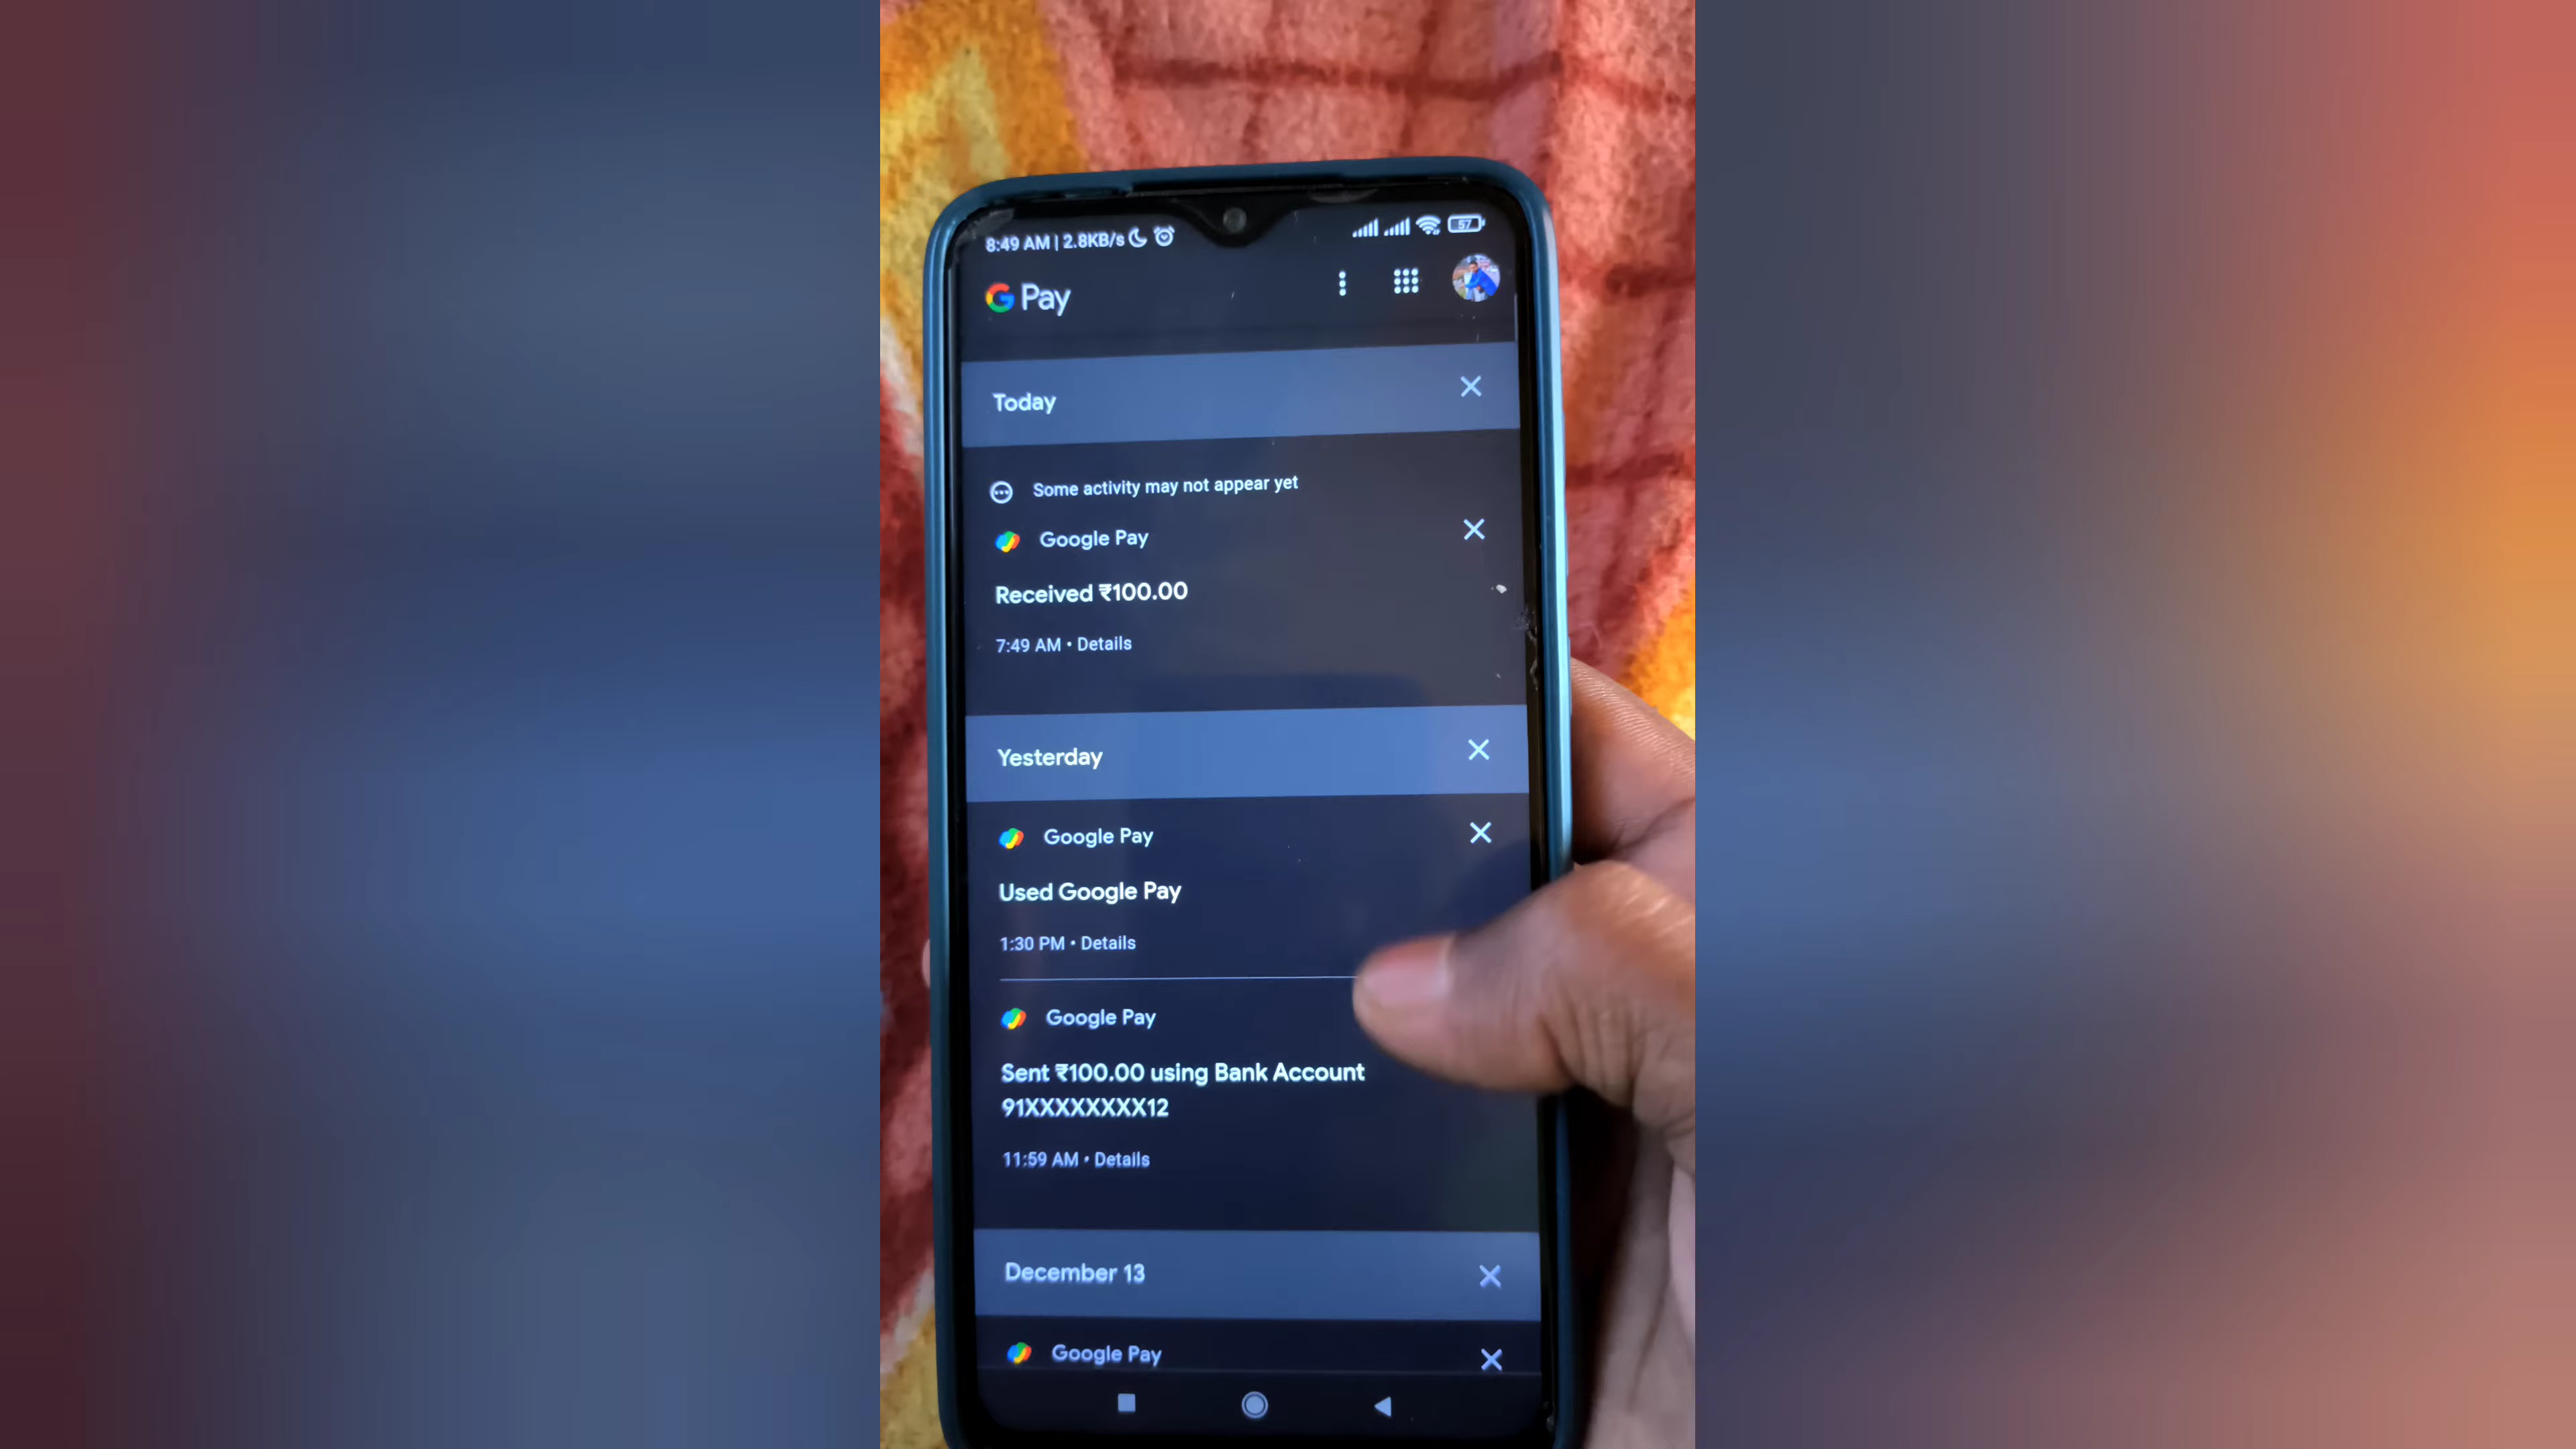 8:49 AM | 2.8KB/s
57
G Pay
Today
Some activity may not appear yet
Google Pay
Received ₹100.00
7:49 AM • Details
Yesterday
Google Pay
Used Google Pay
1:30 PM • Details
Google Pay
Sent ₹100.00 using Bank Account
91XXXXXXXX12
11:59 AM • Details
December 13
Google Pay